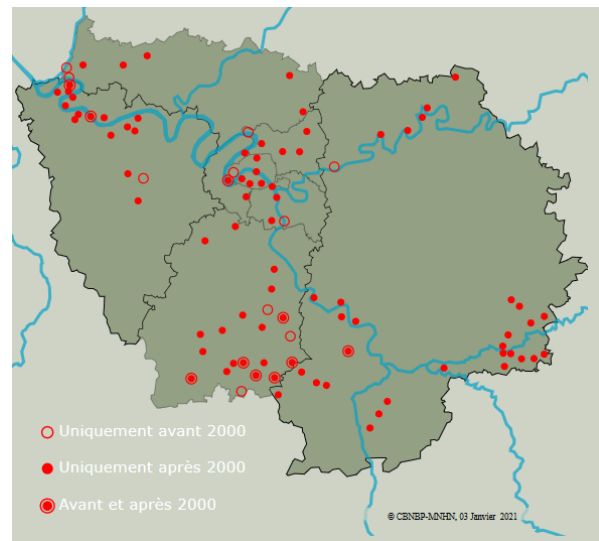 Uniquement avant 2000
Uniquement après 2000
Avant et après 2000
© CBNBP-MNHN, 03 Janvier 2021